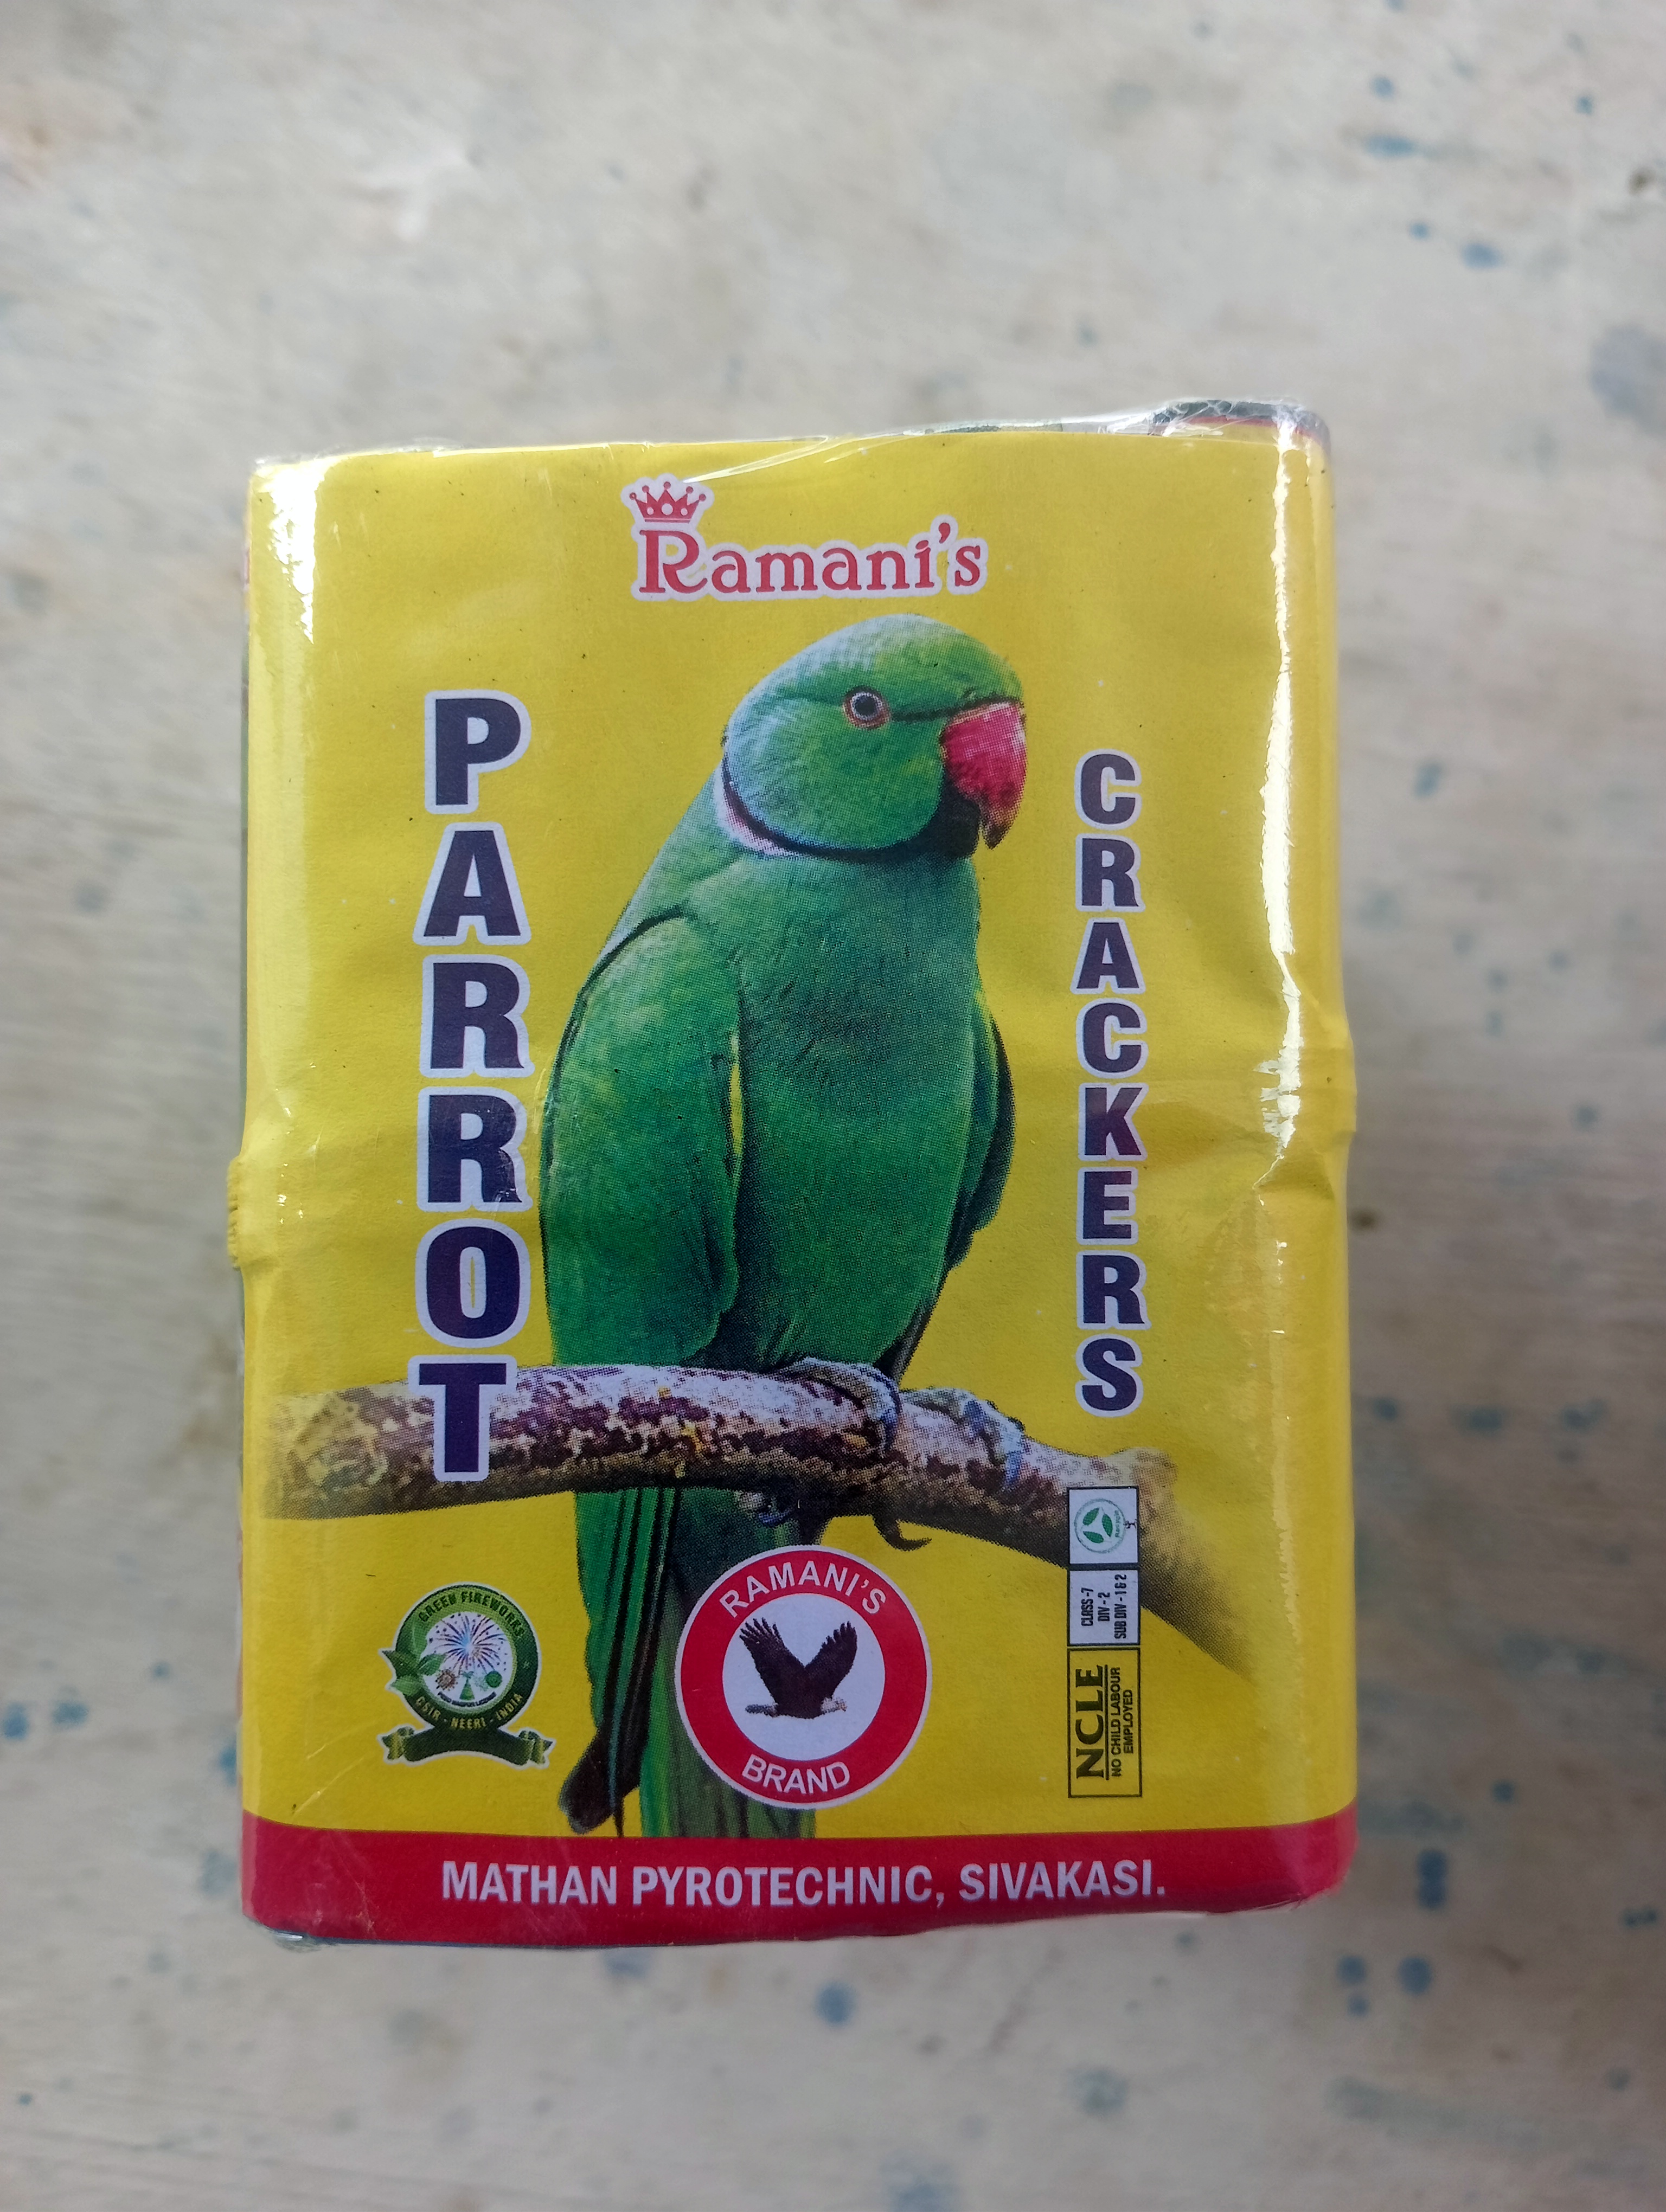 Ramani's
PARROT
CRACKERS
GREEN FIREWORKS
CSIR - NEERI - INDIA
RAMANI'S
BRAND
CLASS -7
DIV - 2
SUB DIV - 1 & 2
NCLE
NO CHILD LABOUR
EMPLOYED
MATHAN PYROTECHNIC, SIVAKASI.